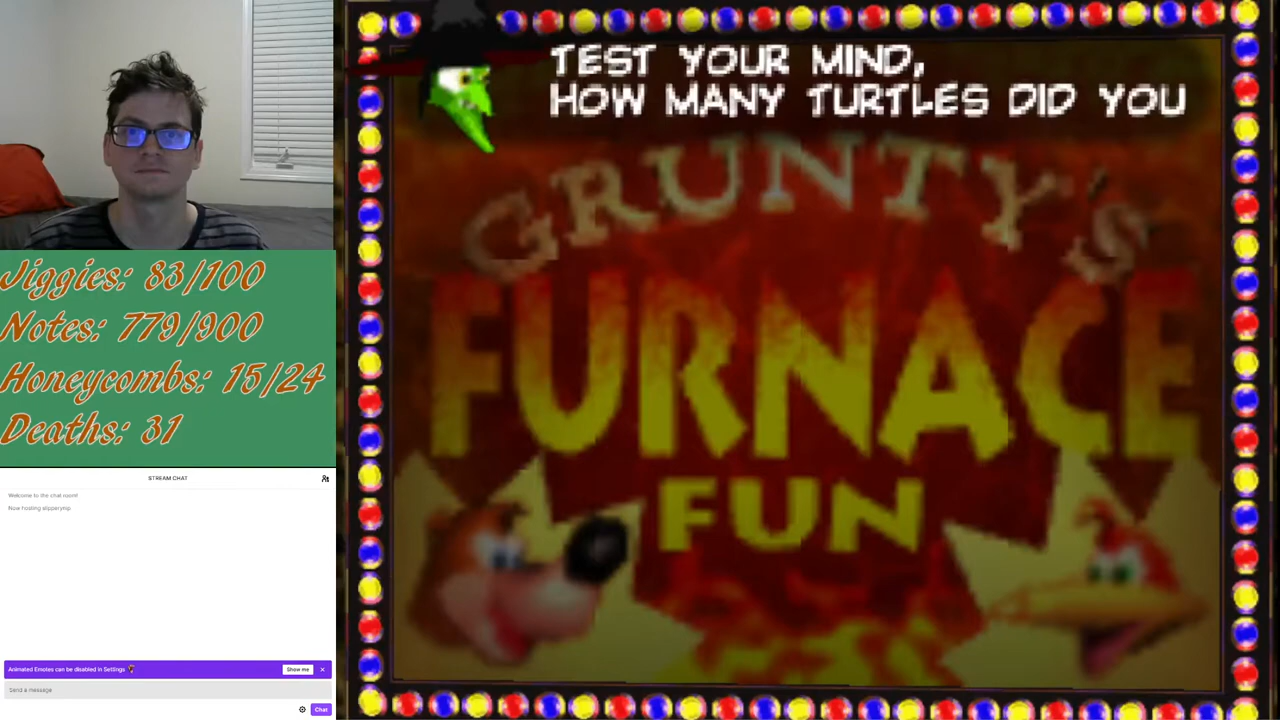 TEST YOUR MIND,
HOW MANY TURTLES DID YOU
GRUNTY'S
FURNACE
FUN
Jiggies: 83/100
Notes: 779/900
Honeycombs: 15/24
Deaths: 31
STREAM CHAT
Welcome to the chat room!
Now hosting slipperynip.
Animated Emotes can be disabled in Settings
Show me
Send a message
Chat